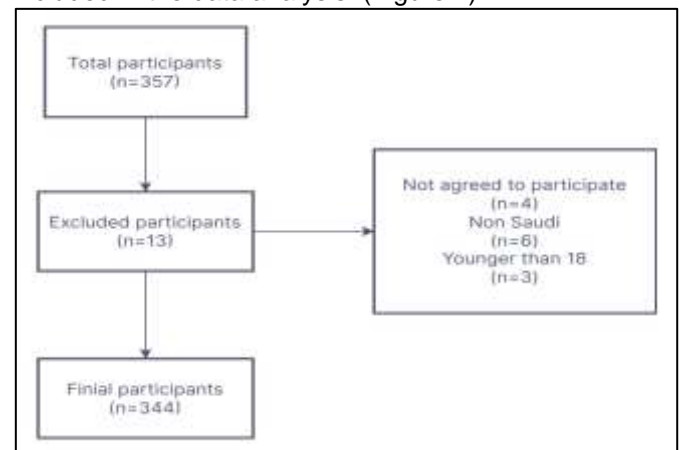 Total participants
(n=357)
Excluded participants
(n=13)
Not agreed to participate
(n=4)
Non Saudi
(n=6)
Younger than 18
(n=3)
Finial participants
(n=344)